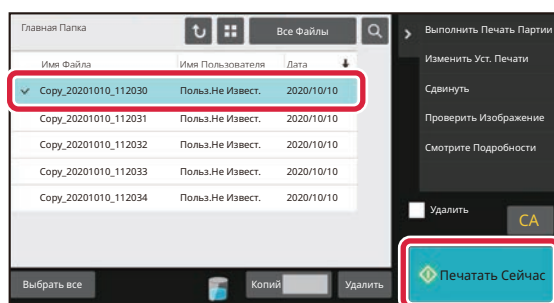 Главная Папка
Все Файлы
Имя Файла Имя Пользователя Дата
Copy_20201010_112030 Польз.Не Извест. 2020/10/10
Copy_20201010_112031 Польз.Не Извест. 2020/10/10
Copy_20201010_112032 Польз.Не Извест. 2020/10/10
Copy_20201010_112033 Польз.Не Извест. 2020/10/10
Copy_20201010_112034 Польз.Не Извест. 2020/10/10
Выбрать все Копий Удалить
Выполнить Печать Партии
Изменить Уст. Печати
Сдвинуть
Проверить Изображение
Смотрите Подробности
Удалить
CA
Печатать Сейчас